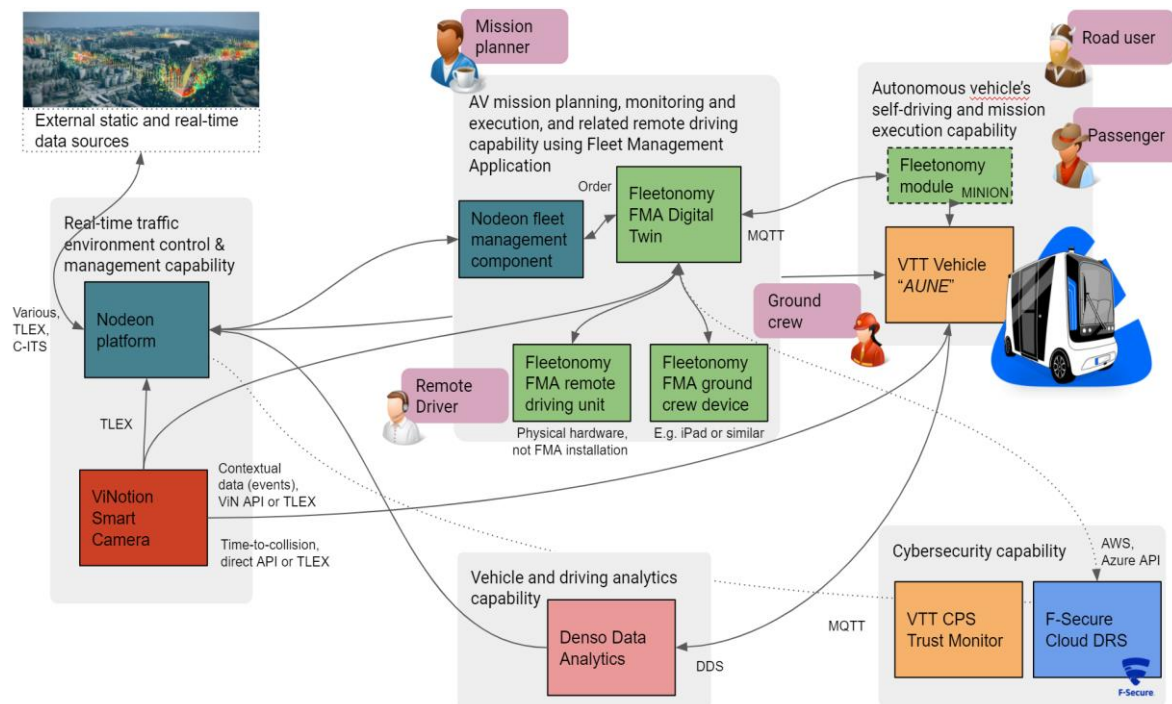 Mission
planner
Road user
External static and real-time
data sources
AV mission planning, monitoring and
execution, and related remote driving
capability using Fleet Management
Application
Autonomous vehicle's
self-driving and mission
execution capability
Passenger
Real-time traffic
environment control &
management capability
Order
Nodeon fleet
management
component
Fleetonomy
FMA Digital
Twin
MQTT
Fleetonomy
module
MINION
VTT Vehicle
"AUNE"
Various,
TLEX,
C-ITS
Nodeon
platform
Ground
crew
Remote
Driver
Fleetonomy
FMA remote
driving unit
Fleetonomy
FMA ground
crew device
Physical hardware,
not FMA installation
E.g. iPad or similar
TLEX
ViNotion
Smart
Camera
Contextual
data (events),
ViN API or TLEX
Time-to-collision,
direct API or TLEX
Vehicle and driving analytics
capability
Denso Data
Analytics
DDS
MQTT
Cybersecurity capability
AWS,
Azure API
VTT CPS
Trust Monitor
F-Secure
Cloud DRS
F-Secure